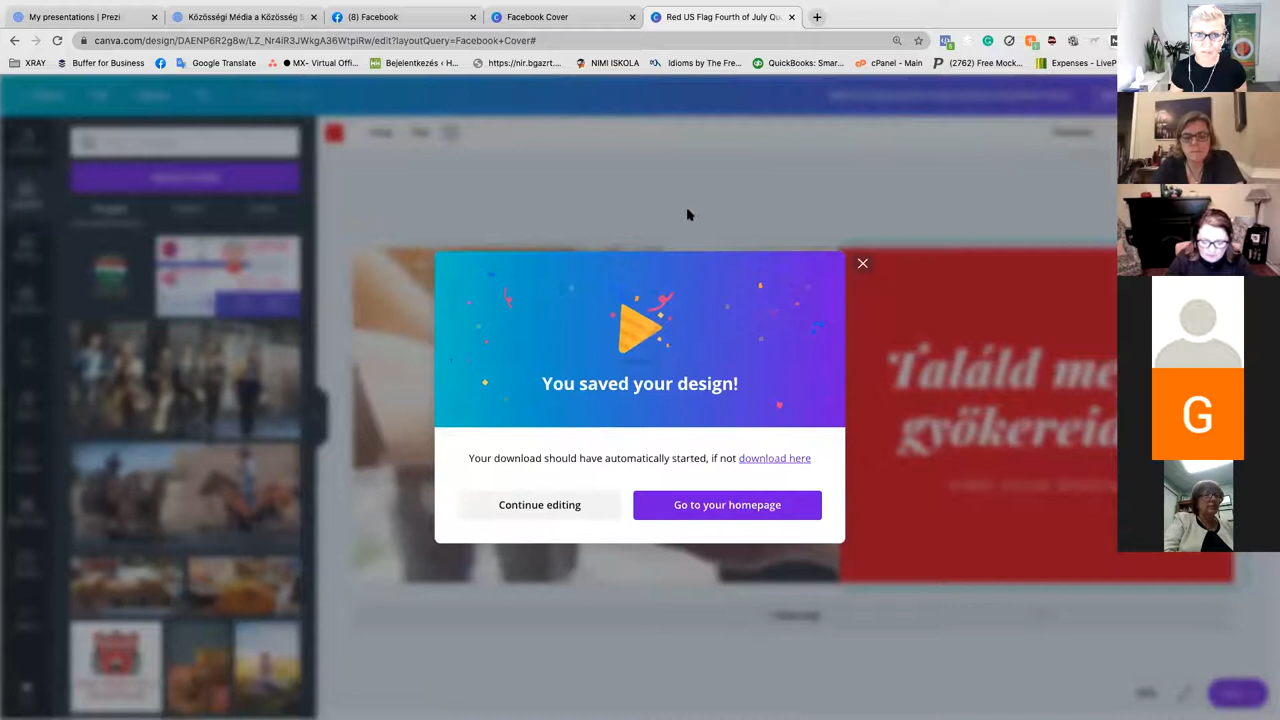 My presentations | Prezi
Közösségi Média a Közösség S
(8) Facebook
Facebook Cover
Red US Flag Fourth of July Qu
canva.com/design/DAENP6R2g8w/LZ_Nr4lR3JWkgA36WtpiRw/edit?layoutQuery=Facebook+Cover#
XRAY
Buffer for Business
Google Translate
MX- Virtual Offi...
Bejelentkezés ‹ H...
https://nir.bgazrt....
NIMI ISKOLA
Idioms by The Fre...
QuickBooks: Smar...
cPanel - Main
(2762) Free Mock...
Expenses - LiveP
Találd me
gyökereid
You saved your design!
Your download should have automatically started, if not download here
Continue editing
Go to your homepage
G